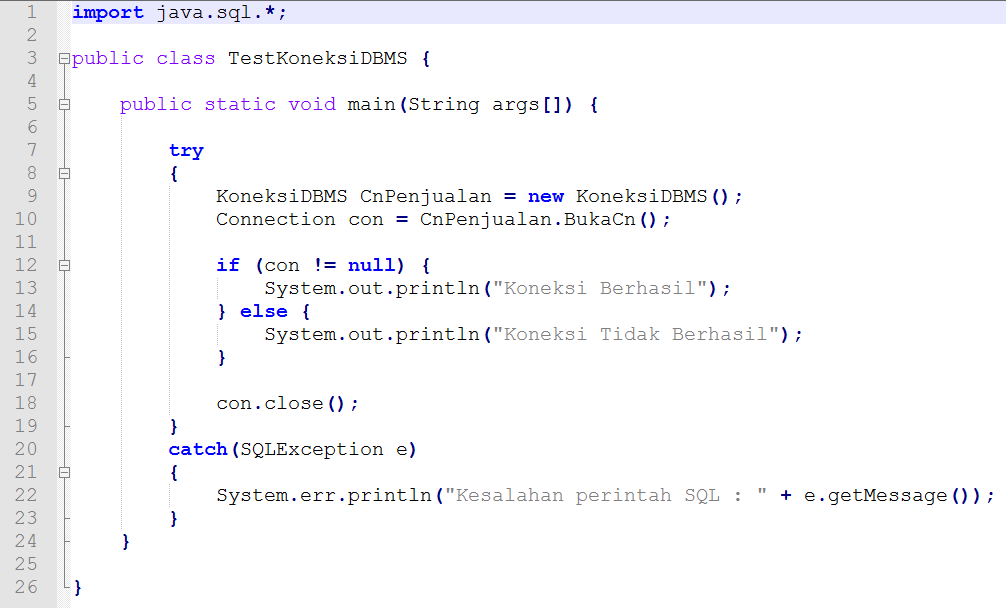 1 import java.sql.*;
2
3 public class TestKoneksiDBMS {
4
5     public static void main(String args[]) {
6
7         try
8         {
9             KoneksiDBMS CnPenjualan = new KoneksiDBMS();
10             Connection con = CnPenjualan.BukaCn();
11
12             if (con != null) {
13                 System.out.println("Koneksi Berhasil");
14             } else {
15                 System.out.println("Koneksi Tidak Berhasil");
16             }
17
18             con.close();
19         }
20         catch(SQLException e)
21         {
22             System.err.println("Kesalahan perintah SQL : " + e.getMessage());
23         }
24     }
25
26 }